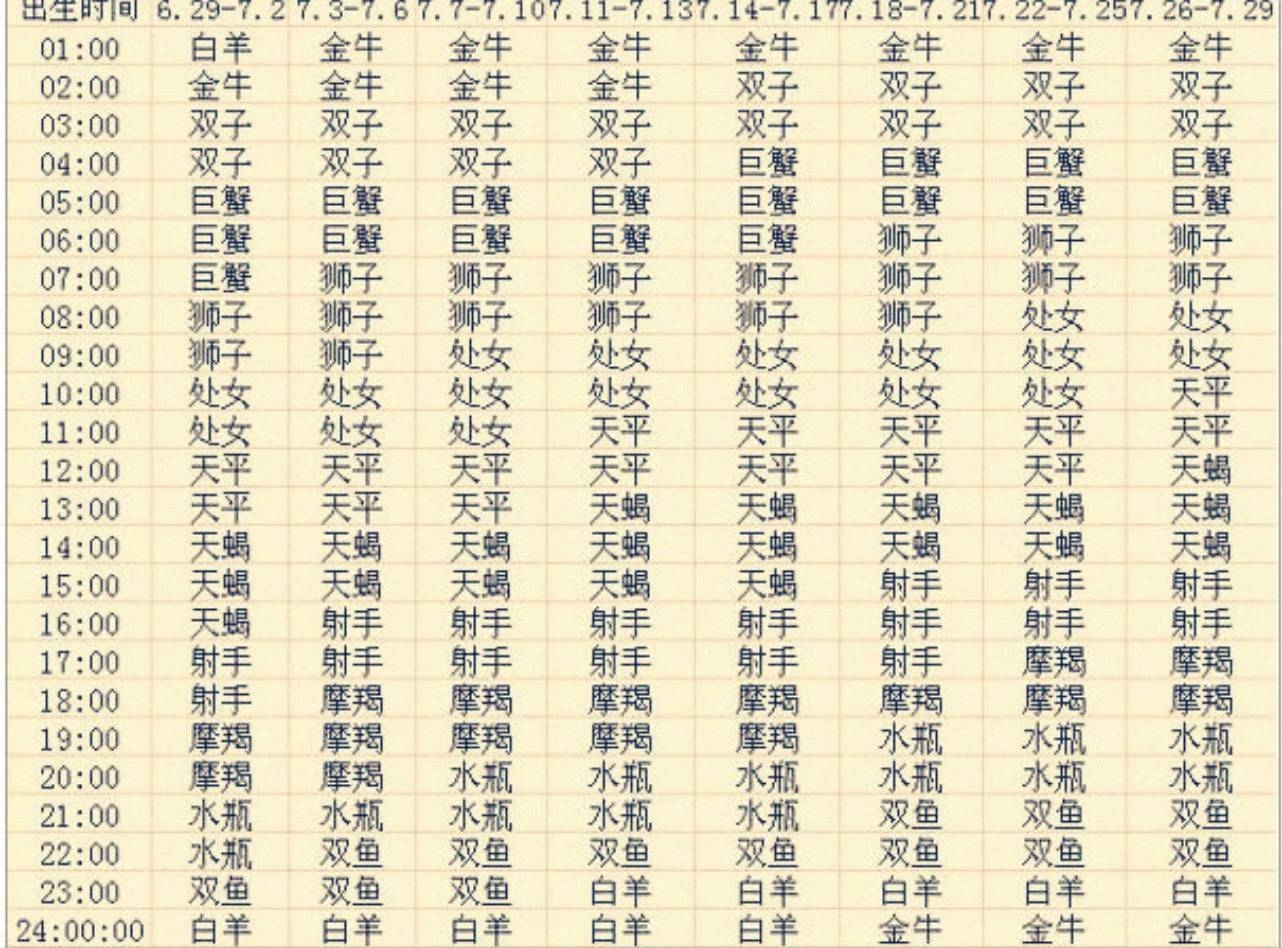 出生时间 6.29-7.2 7.3-7.6 7.7-7.10 7.11-7.13 7.14-7.17 7.18-7.21 7.22-7.25 7.26-7.29
01:00 白羊 金牛 金牛 金牛 金牛 金牛 金牛 金牛
02:00 金牛 金牛 金牛 金牛 双子 双子 双子 双子
03:00 双子 双子 双子 双子 双子 双子 双子 双子
04:00 双子 双子 双子 双子 巨蟹 巨蟹 巨蟹 巨蟹
05:00 巨蟹 巨蟹 巨蟹 巨蟹 巨蟹 巨蟹 巨蟹 巨蟹
06:00 巨蟹 巨蟹 巨蟹 巨蟹 巨蟹 狮子 狮子 狮子
07:00 巨蟹 狮子 狮子 狮子 狮子 狮子 狮子 狮子
08:00 狮子 狮子 狮子 狮子 狮子 狮子 处女 处女
09:00 狮子 狮子 处女 处女 处女 处女 处女 处女
10:00 处女 处女 处女 处女 处女 处女 处女 天平
11:00 处女 处女 处女 天平 天平 天平 天平 天平
12:00 天平 天平 天平 天平 天平 天平 天平 天蝎
13:00 天平 天平 天平 天蝎 天蝎 天蝎 天蝎 天蝎
14:00 天蝎 天蝎 天蝎 天蝎 天蝎 天蝎 天蝎 天蝎
15:00 天蝎 天蝎 天蝎 天蝎 天蝎 射手 射手 射手
16:00 天蝎 射手 射手 射手 射手 射手 射手 射手
17:00 射手 射手 射手 射手 射手 射手 摩羯 摩羯
18:00 射手 摩羯 摩羯 摩羯 摩羯 摩羯 摩羯 摩羯
19:00 摩羯 摩羯 摩羯 摩羯 摩羯 水瓶 水瓶 水瓶
20:00 摩羯 摩羯 水瓶 水瓶 水瓶 水瓶 水瓶 水瓶
21:00 水瓶 水瓶 水瓶 水瓶 水瓶 双鱼 双鱼 双鱼
22:00 水瓶 双鱼 双鱼 双鱼 双鱼 双鱼 双鱼 双鱼
23:00 双鱼 双鱼 双鱼 白羊 白羊 白羊 白羊 白羊
24:00:00 白羊 白羊 白羊 白羊 白羊 金牛 金牛 金牛